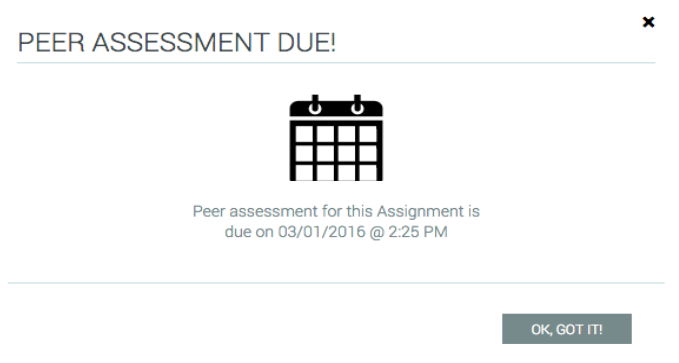 PEER ASSESSMENT DUE!
Peer assessment for this Assignment is
due on 03/01/2016 @ 2:25 PM
OK, GOT IT!